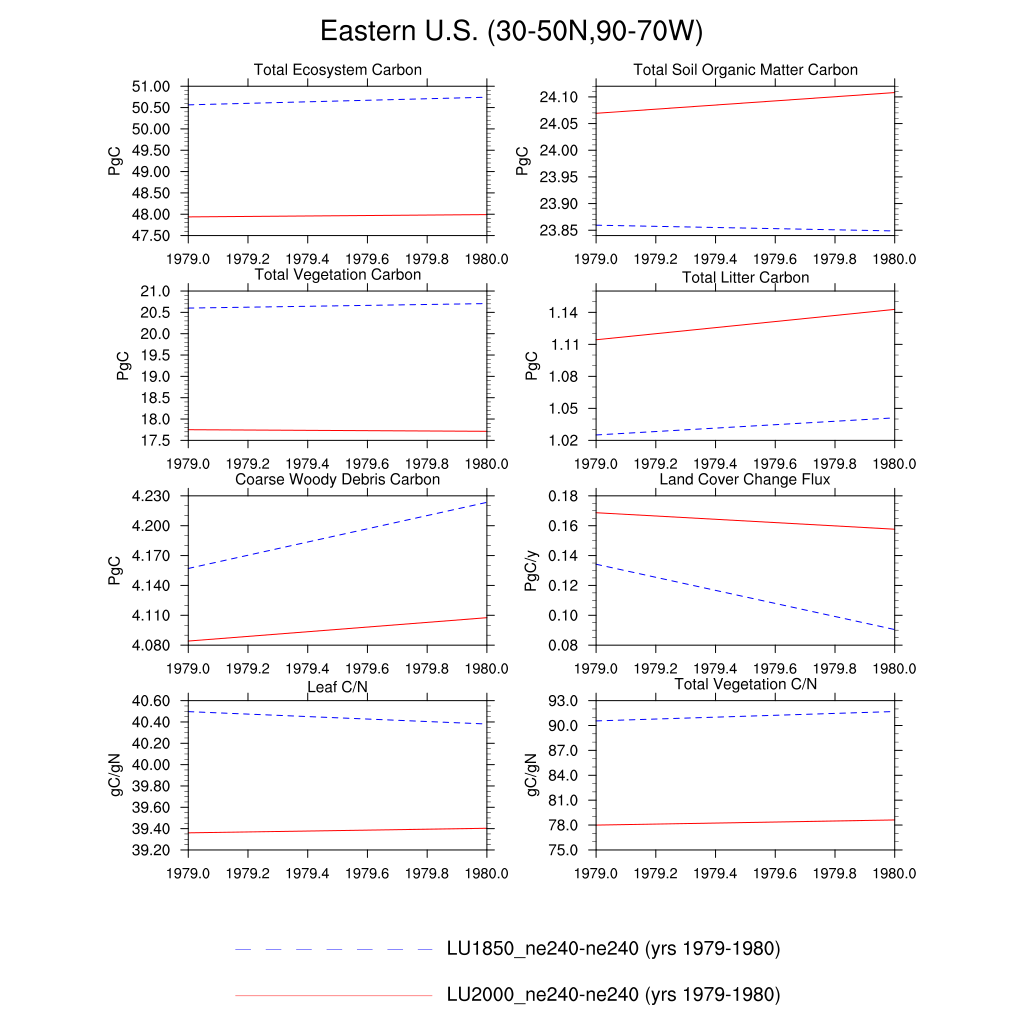 Eastern U.S. (30-50N,90-70W)
Total Ecosystem Carbon
51.00
50.50
50.00
49.50
49.00
48.50
48.00
47.50
PgC
1979.0 1979.2 1979.4 1979.6 1979.8 1980.0
Total Soil Organic Matter Carbon
24.10
24.05
24.00
23.95
23.90
23.85
PgC
1979.0 1979.2 1979.4 1979.6 1979.8 1980.0
Total Vegetation Carbon
21.0
20.5
20.0
19.5
19.0
18.5
18.0
17.5
PgC
1979.0 1979.2 1979.4 1979.6 1979.8 1980.0
Total Litter Carbon
1.14
1.11
1.08
1.05
1.02
PgC
1979.0 1979.2 1979.4 1979.6 1979.8 1980.0
Coarse Woody Debris Carbon
4.230
4.200
4.170
4.140
4.110
4.080
PgC
1979.0 1979.2 1979.4 1979.6 1979.8 1980.0
Land Cover Change Flux
0.18
0.16
0.14
0.12
0.10
0.08
PgC/y
1979.0 1979.2 1979.4 1979.6 1979.8 1980.0
Leaf C/N
40.60
40.40
40.20
40.00
39.80
39.60
39.40
39.20
gC/gN
1979.0 1979.2 1979.4 1979.6 1979.8 1980.0
Total Vegetation C/N
93.0
90.0
87.0
84.0
81.0
78.0
75.0
gC/gN
1979.0 1979.2 1979.4 1979.6 1979.8 1980.0
LU1850_ne240-ne240 (yrs 1979-1980)
LU2000_ne240-ne240 (yrs 1979-1980)